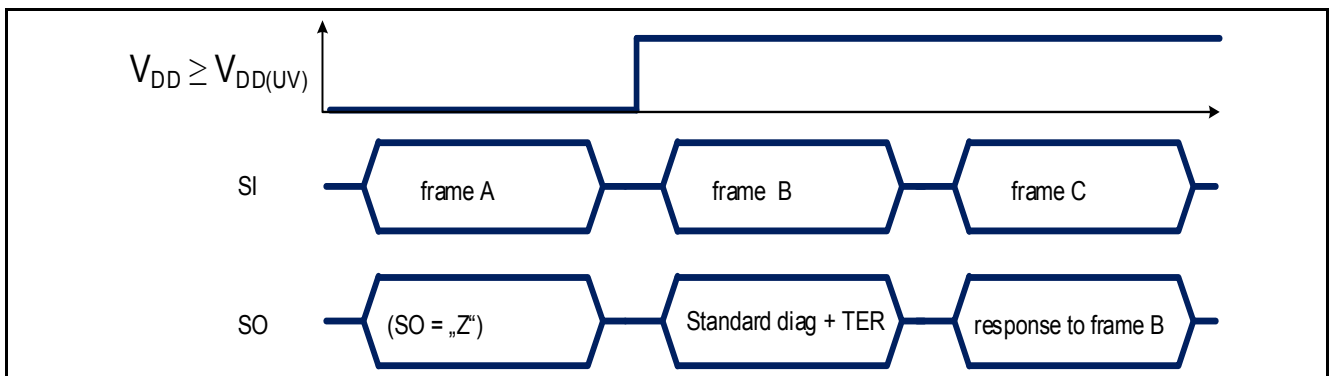 VDD ≥ VDD(UV)
SI
frame A
frame B
frame C
SO
(SO = „Z“)
Standard diag + TER
response to frame B